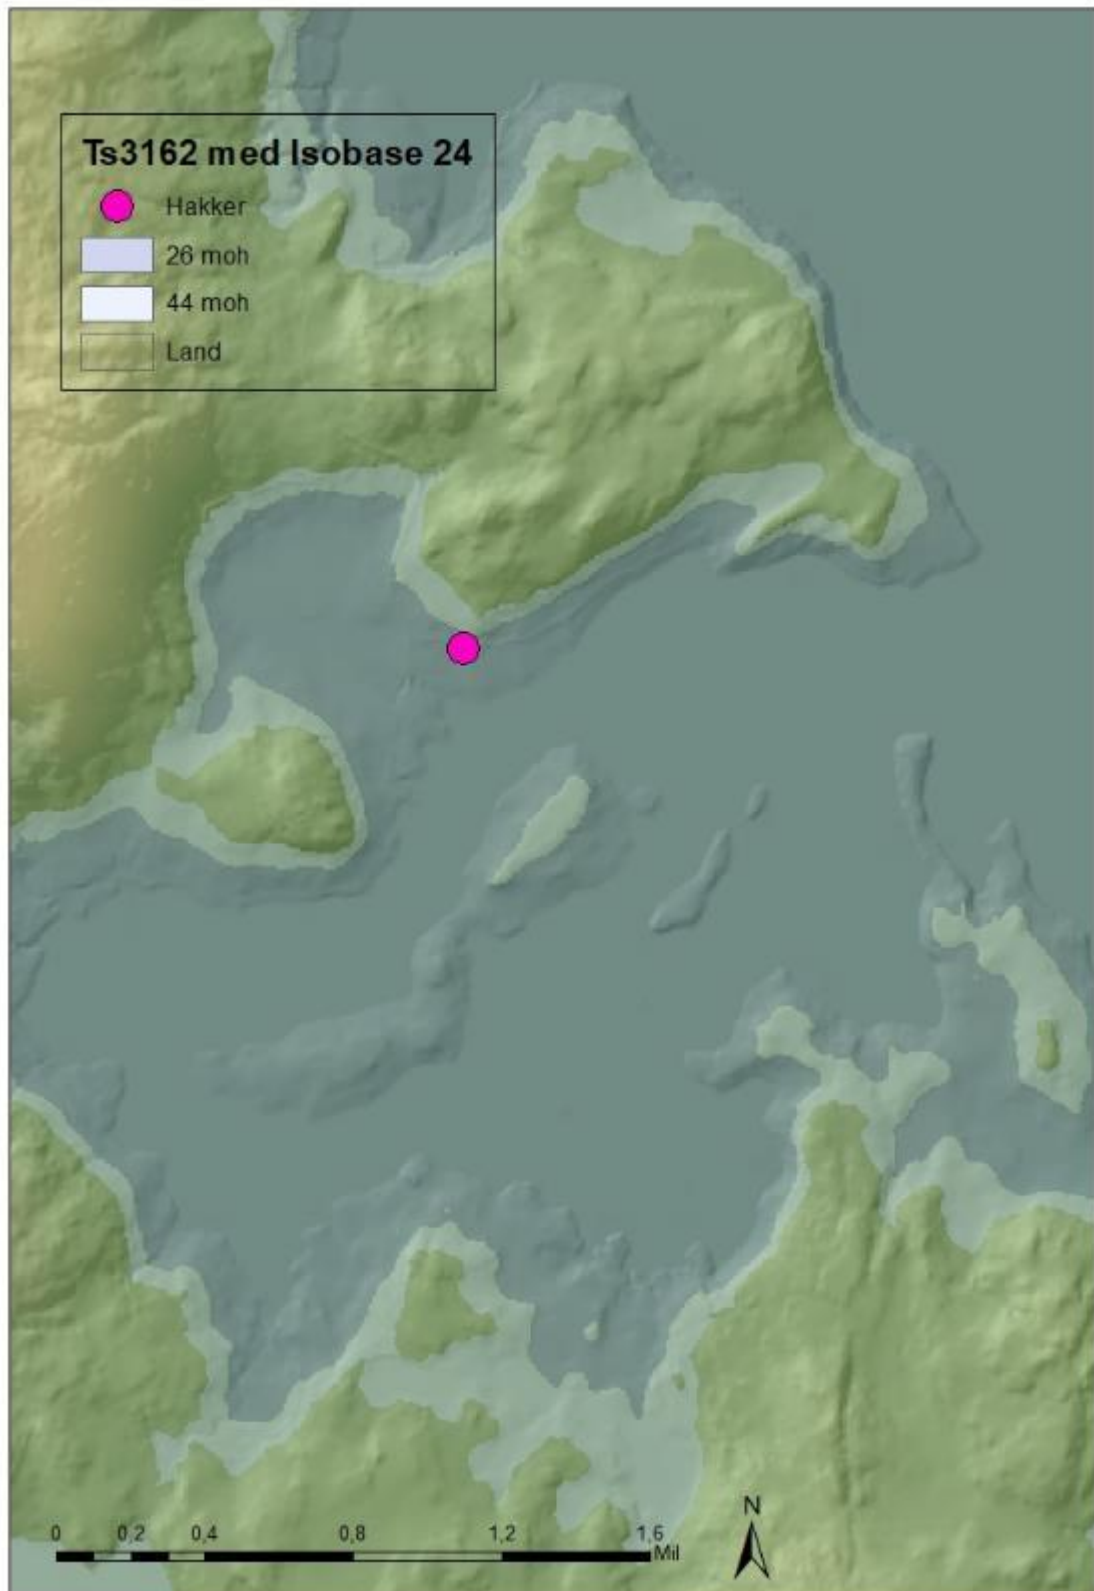 Ts3162 med Isobase 24
Hakker
26 moh
44 moh
Land
N
0 0,2 0,4 0,8 1,2 1,6
Mil